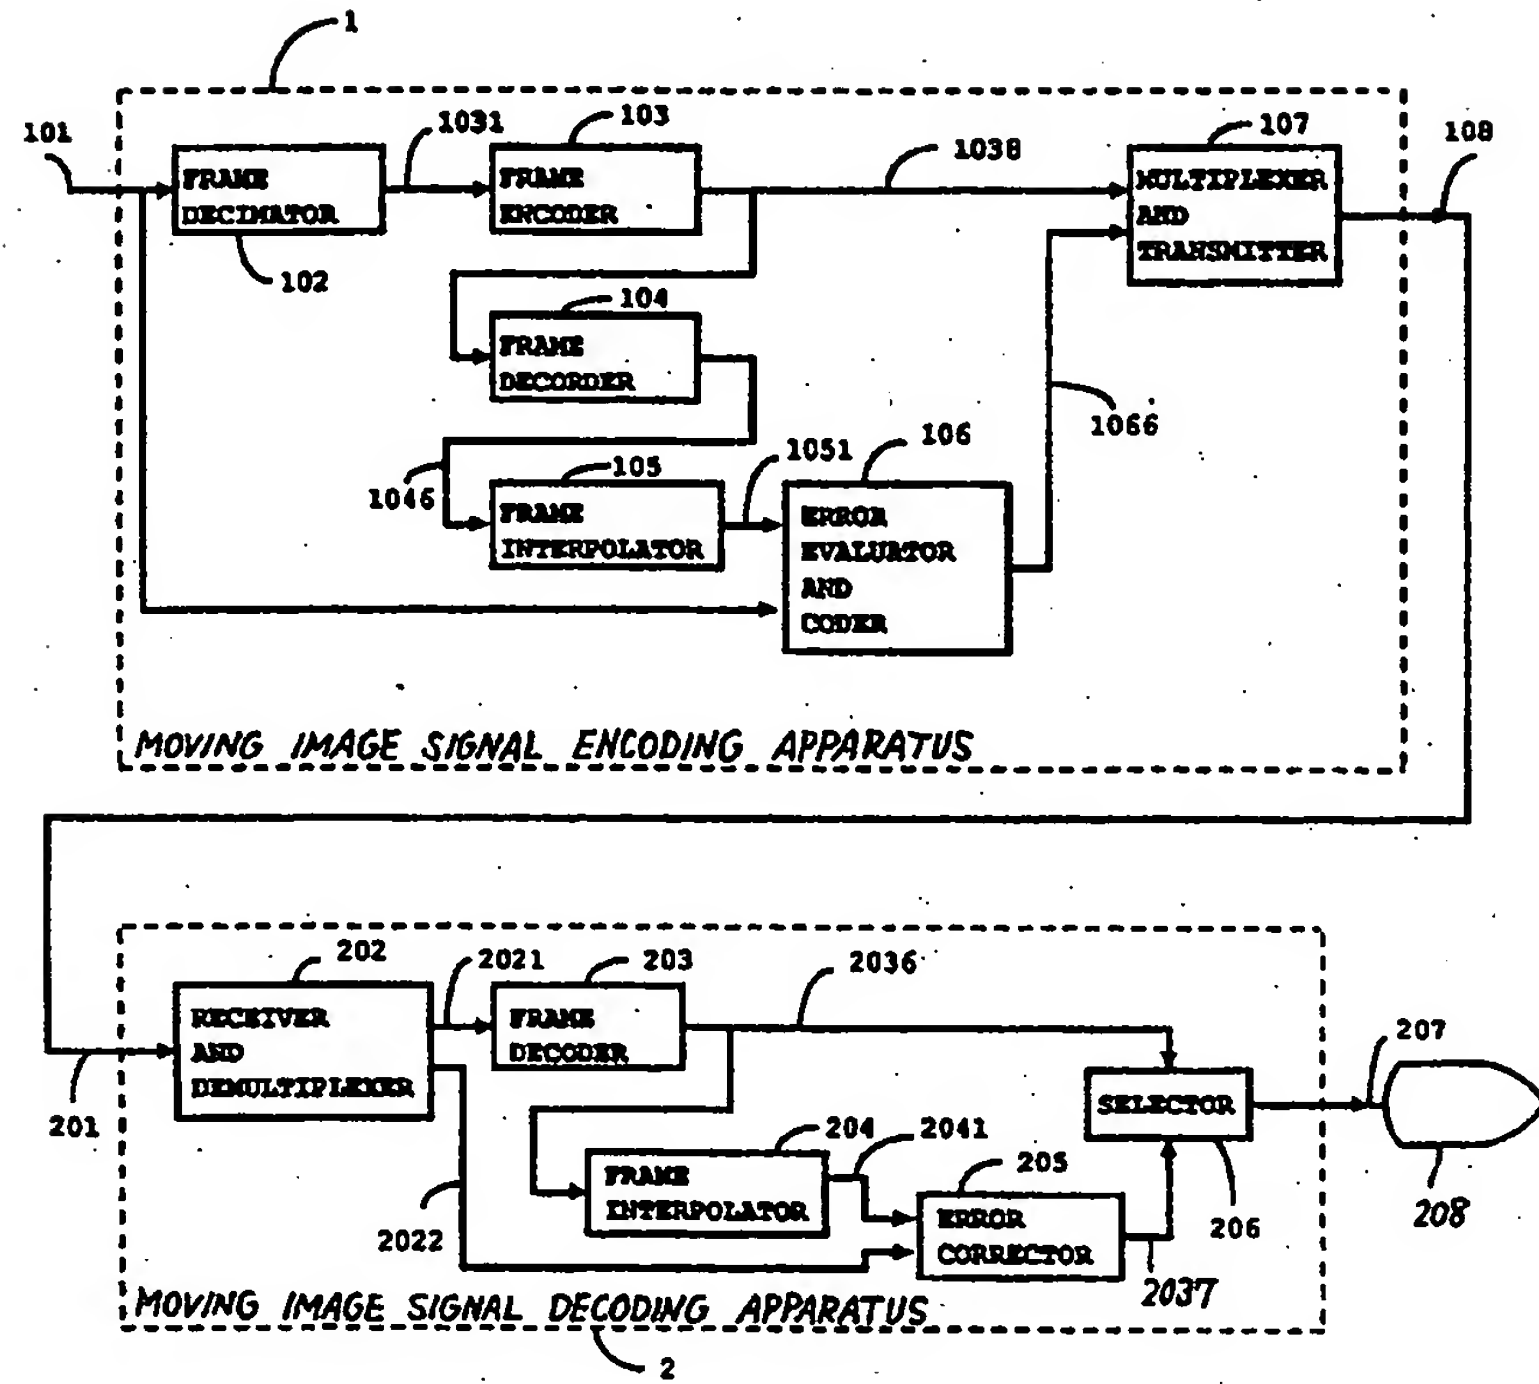 1
101
1031
103
1038
107
108
FRAME
DECIMATOR
FRAME
ENCODER
MULTIPLEXER
AND
TRANSMITTER
102
104
FRAME
DECORDER
1066
106
1051
105
1046
FRAME
INTERPOLATOR
ERROR
EVALUATOR
AND
CODER
MOVING IMAGE SIGNAL ENCODING APPARATUS
202
2021
203
2036
RECEIVER
AND
DEMULTIPLEXER
FRAME
DECODER
207
201
SELECTOR
204
2041
205
206
208
FRAME
INTERPOLATOR
2022
ERROR
CORRECTOR
2037
MOVING IMAGE SIGNAL DECODING APPARATUS
2